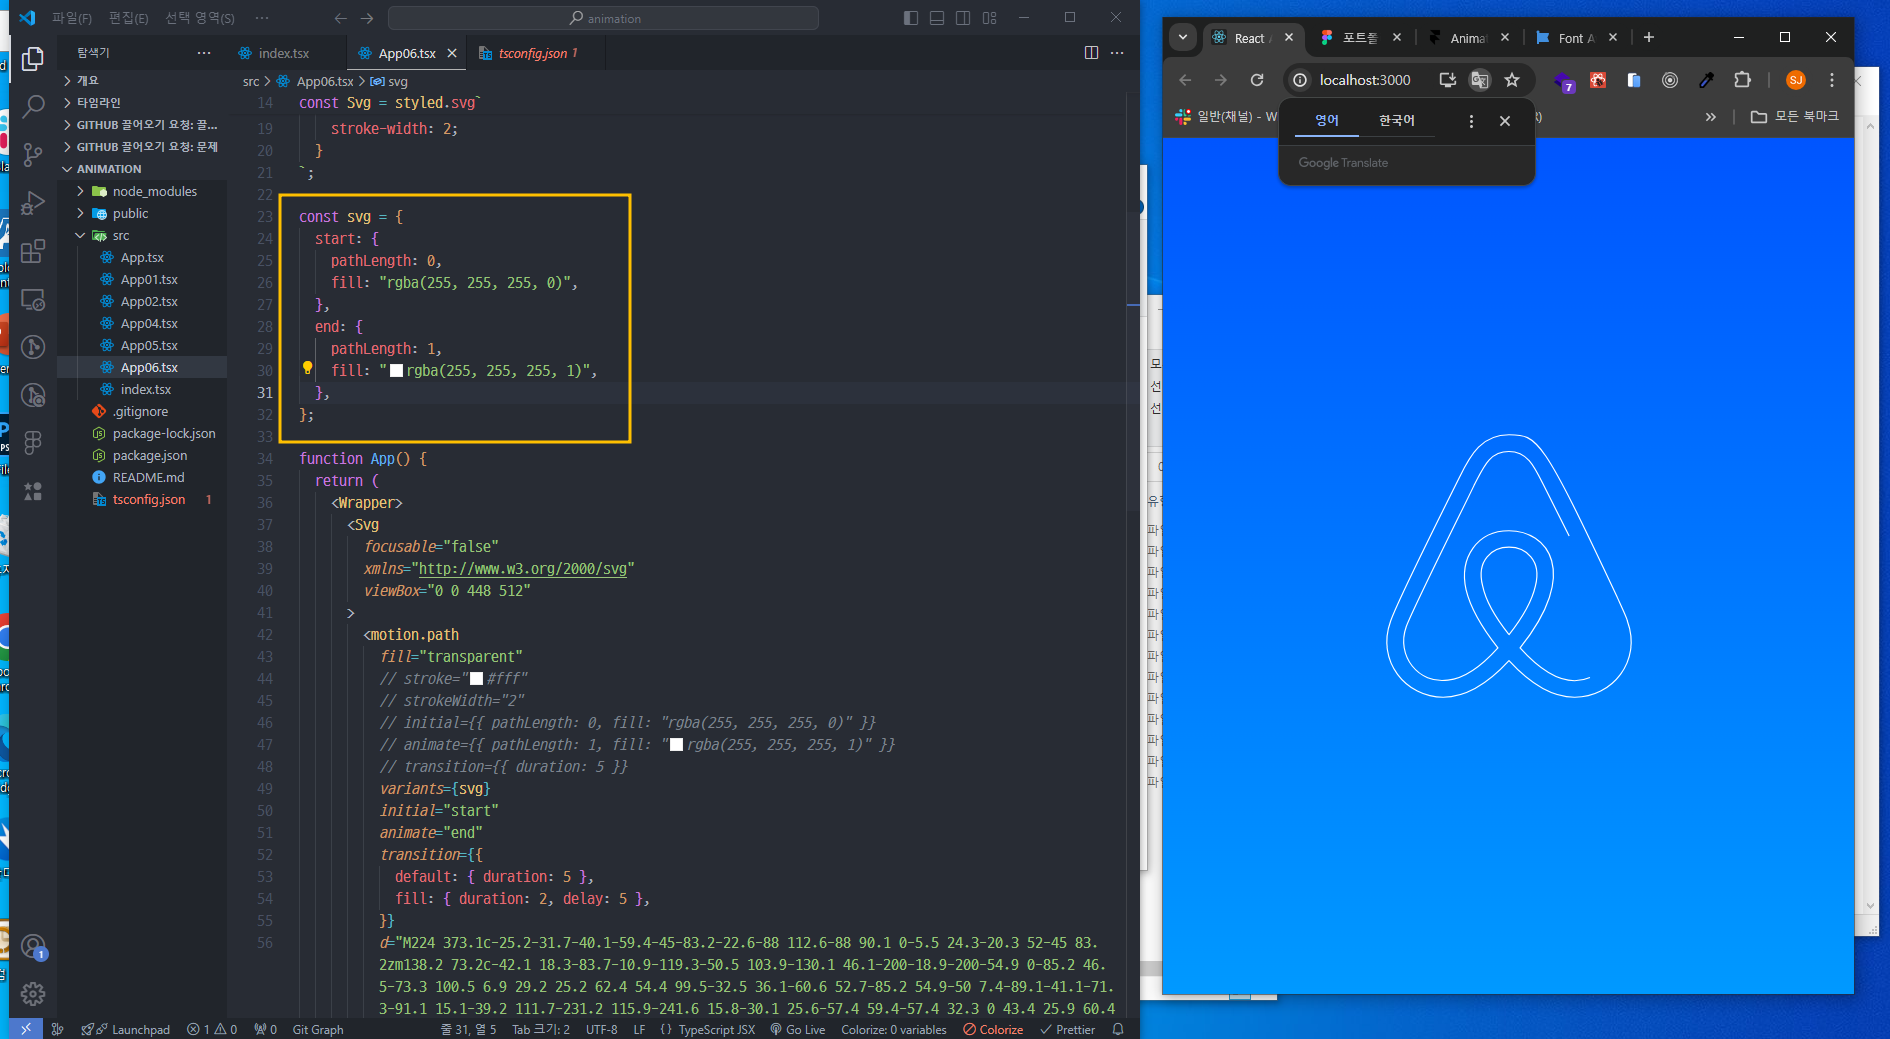 파일(F) 편집(E) 선택 영역(S) ··· animation
탐색기 ···
index.tsx
App06.tsx
tsconfig.json 1
src > App06.tsx > svg
개요
타임라인
GITHUB 끌어오기 요청: 끌...
GITHUB 끌어오기 요청: 문제
ANIMATION
node_modules
public
src
App.tsx
App01.tsx
App02.tsx
App04.tsx
App05.tsx
App06.tsx
index.tsx
.gitignore
package-lock.json
package.json
README.md
tsconfig.json 1
14 const Svg = styled.svg`
19 stroke-width: 2;
20 }
21 `;
22
23 const svg = {
24 start: {
25 pathLength: 0,
26 fill: "rgba(255, 255, 255, 0)",
27 },
28 end: {
29 pathLength: 1,
30 fill: "rgba(255, 255, 255, 1)",
31 },
32 };
33
34 function App() {
35 return (
36 <Wrapper>
37 <Svg
38 focusable="false"
39 xmlns="http://www.w3.org/2000/svg"
40 viewBox="0 0 448 512"
41 >
42 <motion.path
43 fill="transparent"
44 // stroke="#fff"
45 // strokeWidth="2"
46 // initial={{ pathLength: 0, fill: "rgba(255, 255, 255, 0)" }}
47 // animate={{ pathLength: 1, fill: "rgba(255, 255, 255, 1)" }}
48 // transition={{ duration: 5 }}
49 variants={svg}
50 initial="start"
51 animate="end"
52 transition={{
53 default: { duration: 5 },
54 fill: { duration: 2, delay: 5 },
55 }}
56 d="M224 373.1c-25.2-31.7-40.1-59.4-45-83.2-22.6-88 112.6-88 90.1 0-5.5 24.3-20.3 52-45 83.
2zm138.2 73.2c-42.1 18.3-83.7-10.9-119.3-50.5 103.9-130.1 46.1-200-18.9-200-54.9 0-85.2 46.
5-73.3 100.5 6.9 29.2 25.2 62.4 54.4 99.5-32.5 36.1-60.6 52.7-85.2 54.9-50 7.4-89.1-41.1-71.
3-91.1 15.1-39.2 111.7-231.2 115.9-241.6 15.8-30.1 25.6-57.4 59.4-57.4 32.3 0 43.4 25.9 60.4
1
Launchpad 1 0 0 Git Graph 줄 31, 열 5 Tab 크기: 2 UTF-8 LF { } TypeScript JSX Go Live Colorize: 0 variables Colorize Prettier
React
포트폴
Animat
Font A
localhost:3000
7
SJ
일반(채널) - W
모든 북마크
영어 한국어
Google Translate